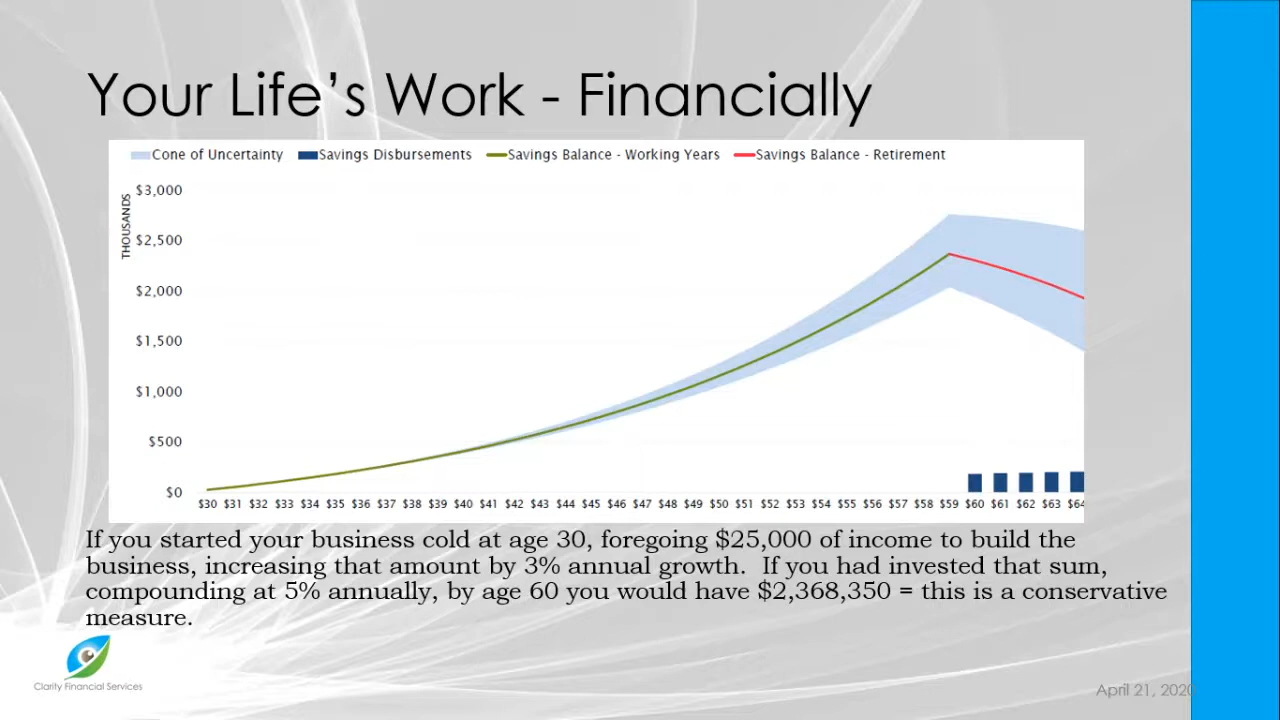 Your Life's Work - Financially
Cone of Uncertainty Savings Disbursements Savings Balance - Working Years Savings Balance - Retirement
THOUSANDS
$3,000
$2,500
$2,000
$1,500
$1,000
$500
$0
$30 $31 $32 $33 $34 $35 $36 $37 $38 $39 $40 $41 $42 $43 $44 $45 $46 $47 $48 $49 $50 $51 $52 $53 $54 $55 $56 $57 $58 $59 $60 $61 $62 $63 $64
If you started your business cold at age 30, foregoing $25,000 of income to build the
business, increasing that amount by 3% annual growth. If you had invested that sum,
compounding at 5% annually, by age 60 you would have $2,368,350 = this is a conservative
measure.
Clarity Financial Services
April 21, 2020